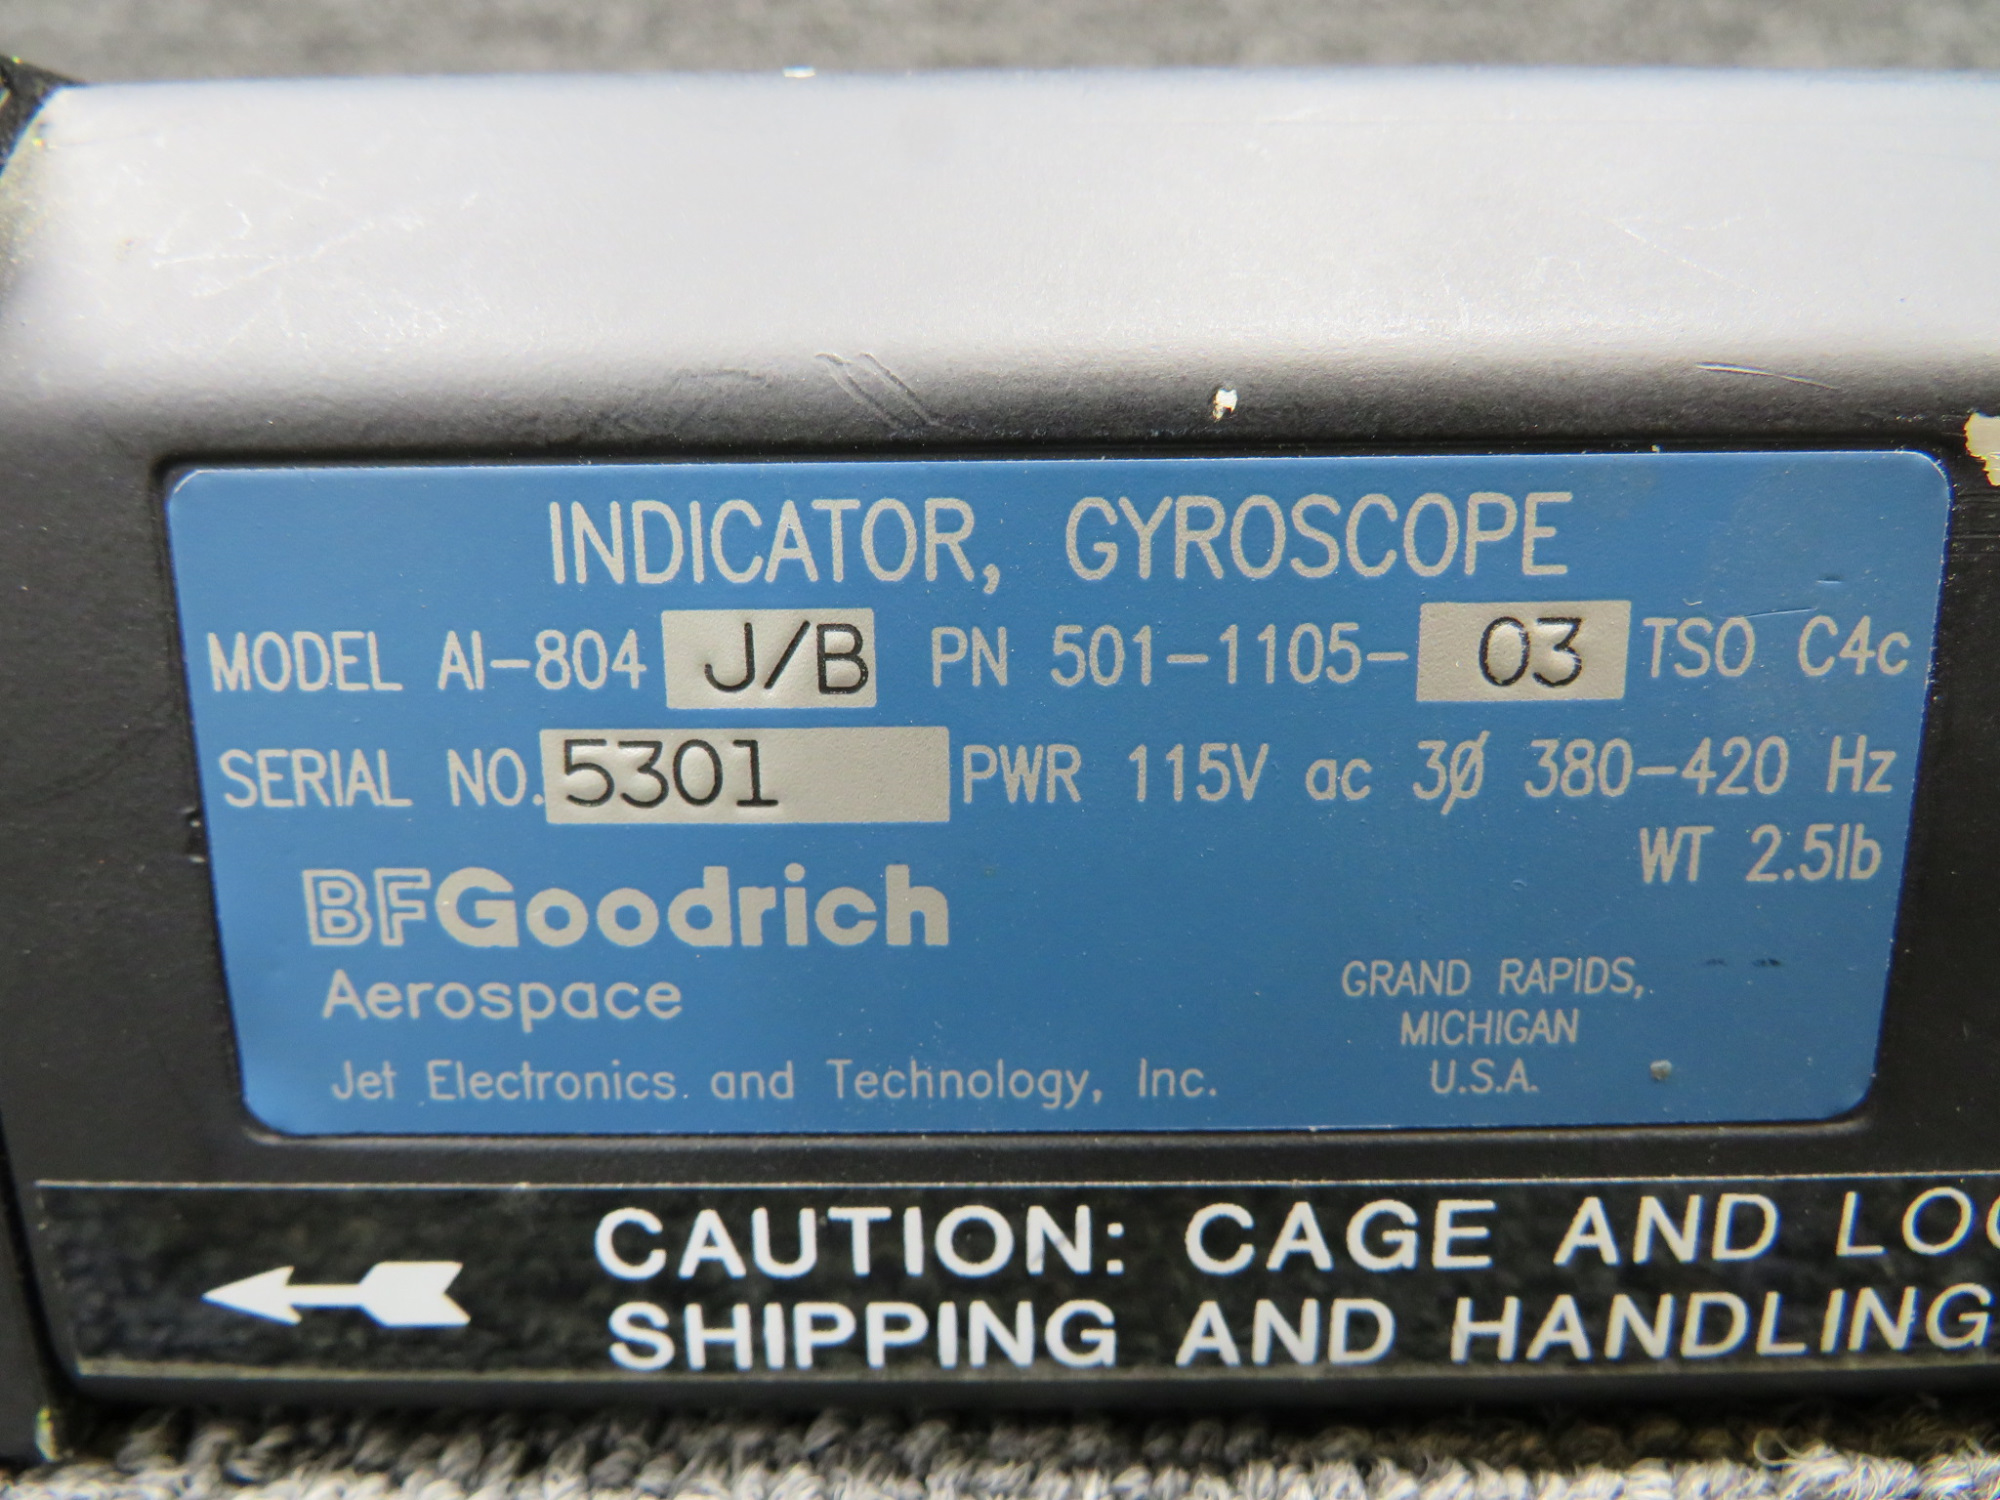 INDICATOR, GYROSCOPE
MODEL AI-804 J/B PN 501-1105-03 TSO C4c
SERIAL NO. 5301 PWR 115V ac 3Ø 380-420 Hz
WT 2.5lb
BFGoodrich
Aerospace
Jet Electronics and Technology, Inc.
GRAND RAPIDS,
MICHIGAN
U.S.A.
CAUTION: CAGE AND
SHIPPING AND HANDLING